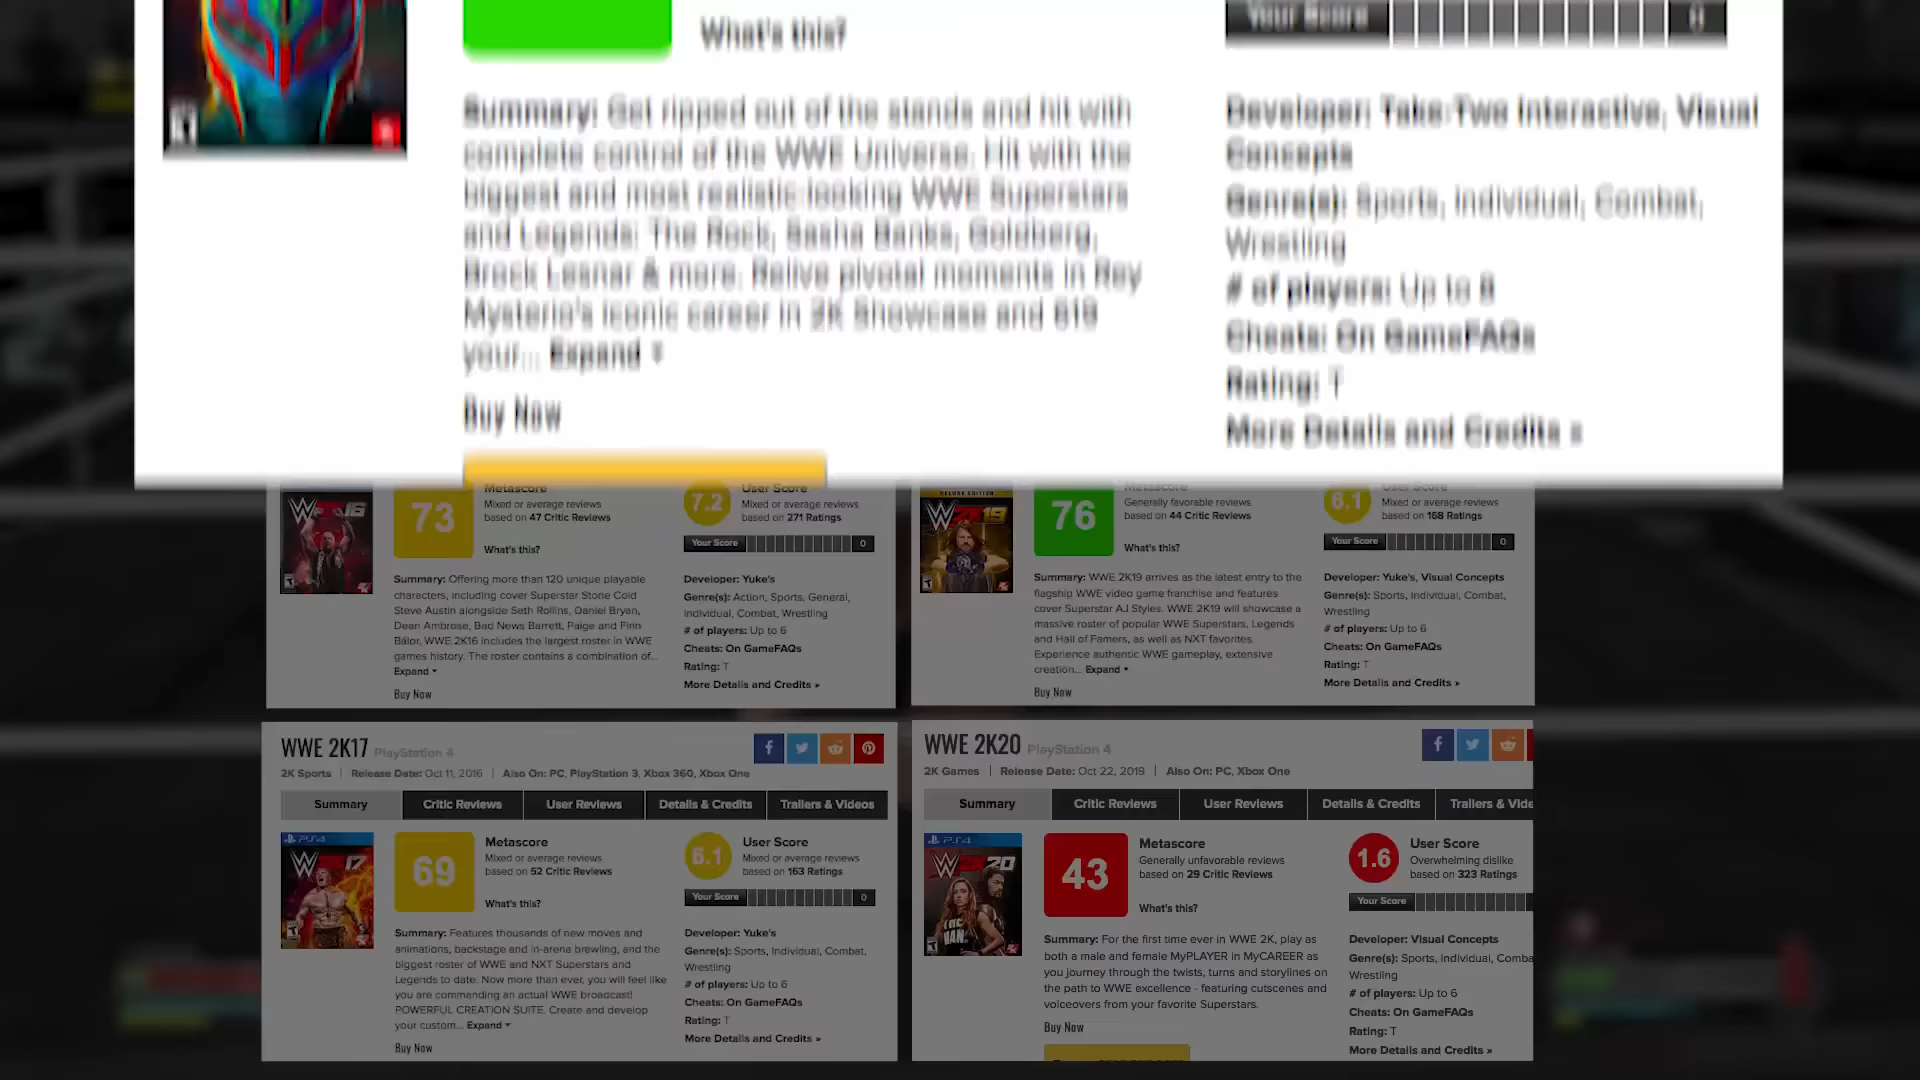 Your Score 0
What's this?
Summary: Get ripped out of the stands and hit with
complete control of the WWE Universe. Hit with the
biggest and most realistic-looking WWE Superstars
and Legends: The Rock, Sasha Banks, Goldberg,
Brock Lesnar & more. Relive pivotal moments in Rey
Mysterio's iconic career in 2K Showcase and 619
your... Expand
Buy Now
Developer: Take-Two Interactive, Visual
Concepts
Genre(s): Sports, Individual, Combat,
Wrestling
# of players: Up to 8
Cheats: On GameFAQs
Rating: T
More Details and Credits »
73
Metascore
Mixed or average reviews
based on 47 Critic Reviews
What's this?
7.2
User Score
Mixed or average reviews
based on 271 Ratings
Your Score 0
Summary: Offering more than 120 unique playable
characters, including cover Superstar Stone Cold
Steve Austin alongside Seth Rollins, Daniel Bryan,
Dean Ambrose, Bad News Barrett, Paige and Finn
Bálor, WWE 2K16 includes the largest roster in WWE
games history. The roster contains a combination of...
Expand
Buy Now
Developer: Yuke's
Genre(s): Action, Sports, General,
Individual, Combat, Wrestling
# of players: Up to 6
Cheats: On GameFAQs
Rating: T
More Details and Credits »
DELUXE EDITION
W 2K19
76
Metascore
Generally favorable reviews
based on 44 Critic Reviews
What's this?
6.1
User Score
Mixed or average reviews
based on 168 Ratings
Your Score 0
Summary: WWE 2K19 arrives as the latest entry to the
flagship WWE video game franchise and features
cover Superstar AJ Styles. WWE 2K19 will showcase a
massive roster of popular WWE Superstars, Legends
and Hall of Famers, as well as NXT favorites.
Experience authentic WWE gameplay, extensive
creation... Expand
Buy Now
Developer: Yuke's, Visual Concepts
Genre(s): Sports, Individual, Combat,
Wrestling
# of players: Up to 6
Cheats: On GameFAQs
Rating: T
More Details and Credits »
WWE 2K17 PlayStation 4
2K Sports | Release Date: Oct 11, 2016 | Also On: PC, PlayStation 3, Xbox 360, Xbox One
Summary Critic Reviews User Reviews Details & Credits Trailers & Videos
PS4
69
Metascore
Mixed or average reviews
based on 52 Critic Reviews
What's this?
6.1
User Score
Mixed or average reviews
based on 163 Ratings
Your Score 0
Summary: Features thousands of new moves and
animations, backstage and in-arena brawling, and the
biggest roster of WWE and NXT Superstars and
Legends to date. Now more than ever, you will feel like
you are commanding an actual WWE broadcast!
POWERFUL CREATION SUITE. Create and develop
your custom... Expand
Buy Now
Developer: Yuke's
Genre(s): Sports, Individual, Combat,
Wrestling
# of players: Up to 6
Cheats: On GameFAQs
Rating: T
More Details and Credits »
WWE 2K20 PlayStation 4
2K Games | Release Date: Oct 22, 2019 | Also On: PC, Xbox One
Summary Critic Reviews User Reviews Details & Credits Trailers & Vide
PS4
43
Metascore
Generally unfavorable reviews
based on 29 Critic Reviews
What's this?
1.6
User Score
Overwhelming dislike
based on 323 Ratings
Your Score
Summary: For the first time ever in WWE 2K, play as
both a male and female MyPLAYER in MyCAREER as
you journey through the twists, turns and storylines on
the path to WWE excellence - featuring cutscenes and
voiceovers from your favorite Superstars.
Buy Now
Developer: Visual Concepts
Genre(s): Sports, Individual, Comba
Wrestling
# of players: Up to 6
Cheats: On GameFAQs
Rating: T
More Details and Credits »